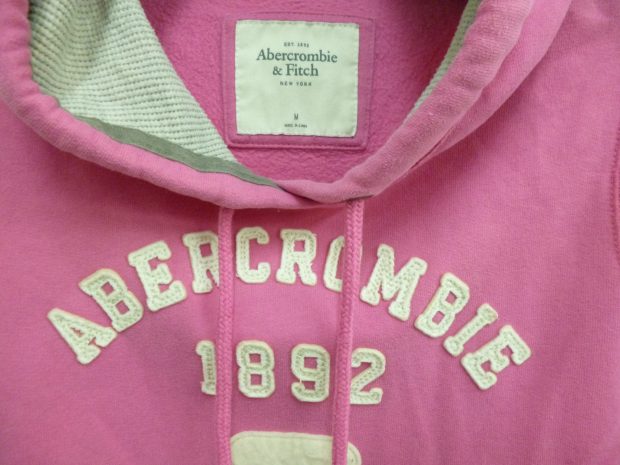 EST. 1892
Abercrombie
& Fitch
NEW YORK
M
ABERCROMBIE
1892